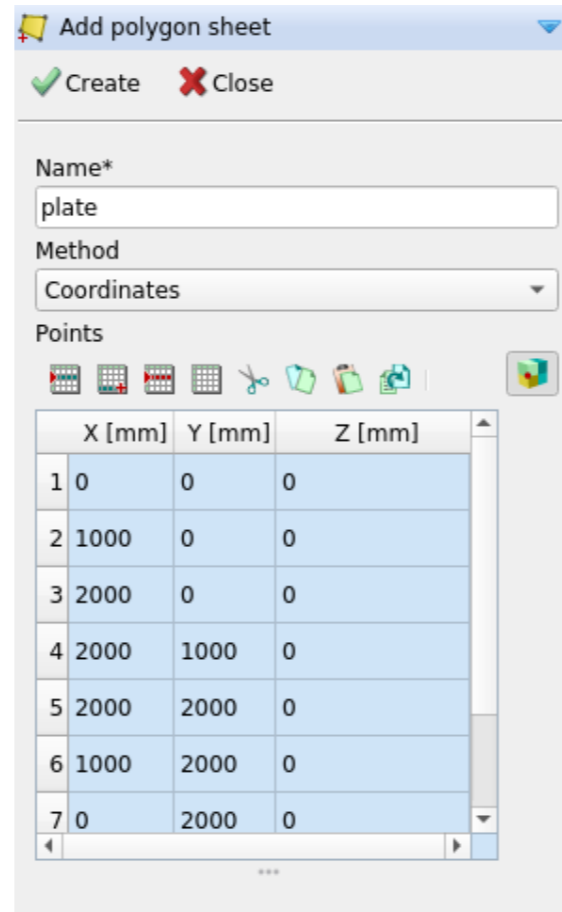 Add polygon sheet
Create Close
Name*
plate
Method
Coordinates
Points
X [mm] Y [mm] Z [mm]
1 0 0 0
2 1000 0 0
3 2000 0 0
4 2000 1000 0
5 2000 2000 0
6 1000 2000 0
7 0 2000 0